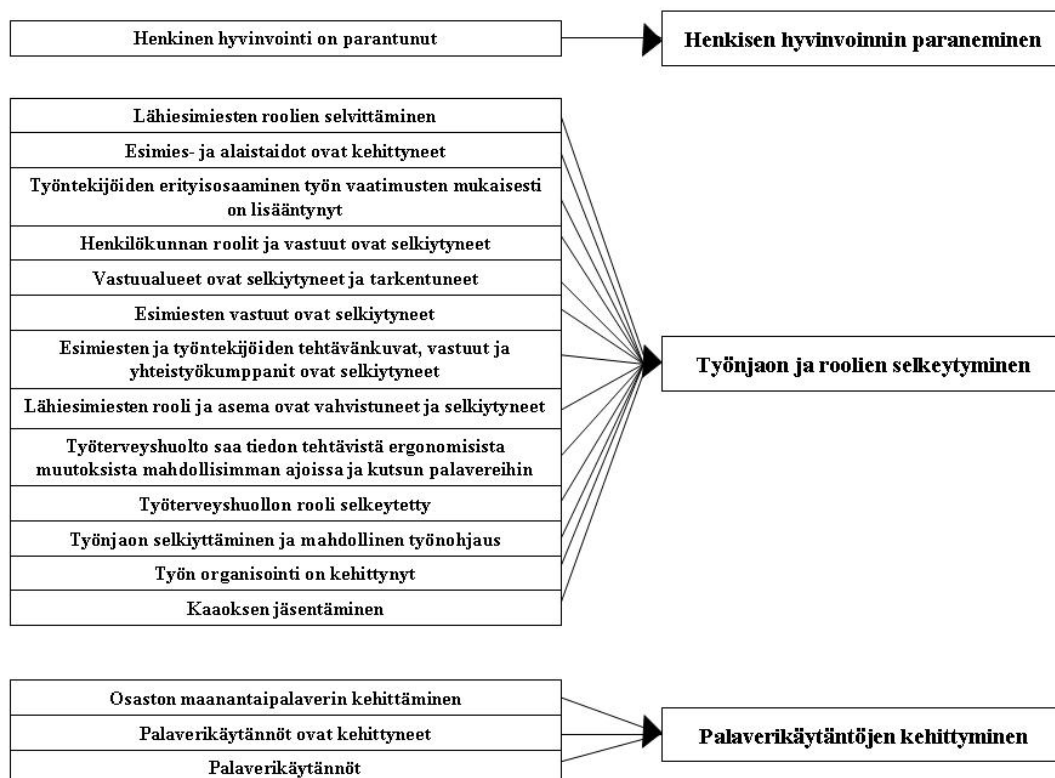 Henkinen hyvinvointi on parantunut
Henkisen hyvinvoinnin paraneminen
Lähiesimiesten roolien selvittäminen
Esimies- ja alaistaidot ovat kehittyneet
Työntekijöiden erityisosaaminen työn vaatimusten mukaisesti
on lisääntynyt
Henkilökunnan roolit ja vastuut ovat selkiytyneet
Vastuualueet ovat selkiytyneet ja tarkentuneet
Esimiesten vastuut ovat selkiytyneet
Esimiesten ja työntekijöiden tehtävänkuvat, vastuut ja
yhteistyökumppanit ovat selkiytyneet
Lähiesimiesten rooli ja asema ovat vahvistuneet ja selkiytyneet
Työterveyshuolto saa tiedon tehtävistä ergonomisista
muutoksista mahdollisimman ajoissa ja kutsun palavereihin
Työterveyshuollon rooli selkeytetty
Työnjaon selkiyttäminen ja mahdollinen työnohjaus
Työn organisointi on kehittynyt
Kaaoksen jäsentäminen
Työnjaon ja roolien selkeytyminen
Osaston maanantaipalaverin kehittäminen
Palaverikäytännöt ovat kehittyneet
Palaverikäytännöt
Palaverikäytäntöjen kehittyminen